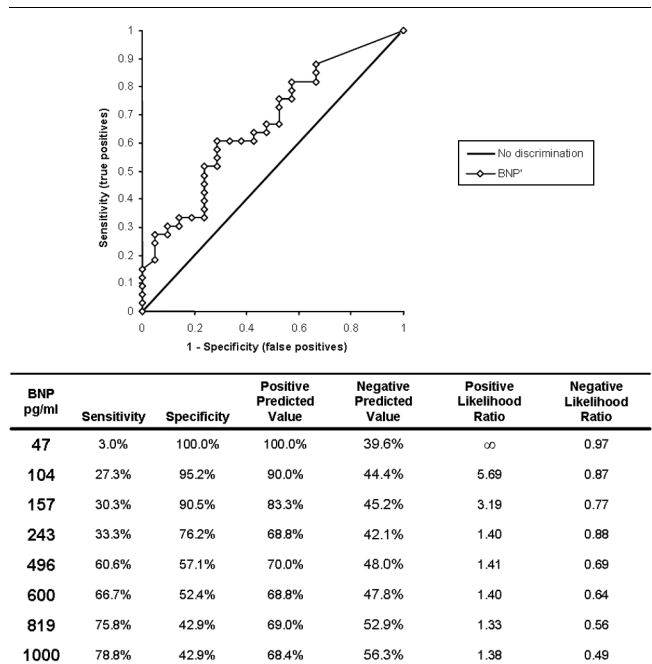 1
0.9
0.8
0.7
0.6
0.5
0.4
0.3
0.2
0.1
0
Sensitivity (true positives)
0 0.2 0.4 0.6 0.8 1
1 - Specificity (false positives)
No discrimination
BNP'
BNP pg/ml Sensitivity Specificity Positive Predicted Value Negative Predicted Value Positive Likelihood Ratio Negative Likelihood Ratio
47 3.0% 100.0% 100.0% 39.6% ∞ 0.97
104 27.3% 95.2% 90.0% 44.4% 5.69 0.87
157 30.3% 90.5% 83.3% 45.2% 3.19 0.77
243 33.3% 76.2% 68.8% 42.1% 1.40 0.88
496 60.6% 57.1% 70.0% 48.0% 1.41 0.69
600 66.7% 52.4% 68.8% 47.8% 1.40 0.64
819 75.8% 42.9% 69.0% 52.9% 1.33 0.56
1000 78.8% 42.9% 68.4% 56.3% 1.38 0.49